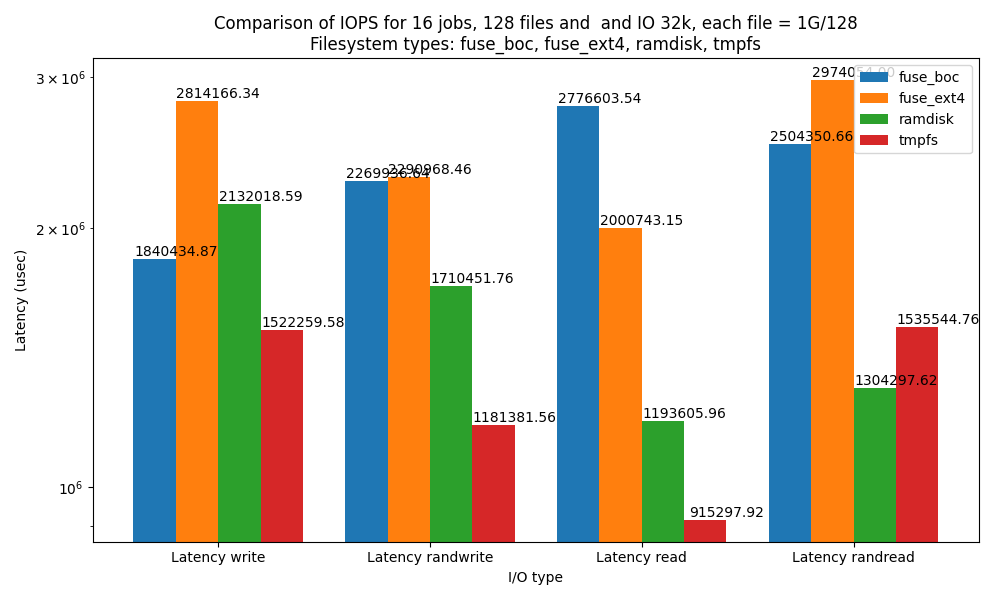 Comparison of IOPS for 16 jobs, 128 files and  and IO 32k, each file = 1G/128
Filesystem types: fuse_boc, fuse_ext4, ramdisk, tmpfs
fuse_boc
fuse_ext4
ramdisk
tmpfs
Latency (usec)
3 × 10⁶
2 × 10⁶
10⁶
1840434.87
2814166.34
2132018.59
1522259.58
2269936.64
2290968.46
1710451.76
1181381.56
2776603.54
2000743.15
1193605.96
915297.92
2504350.66
1304297.62
1535544.76
Latency write
Latency randwrite
Latency read
Latency randread
I/O type